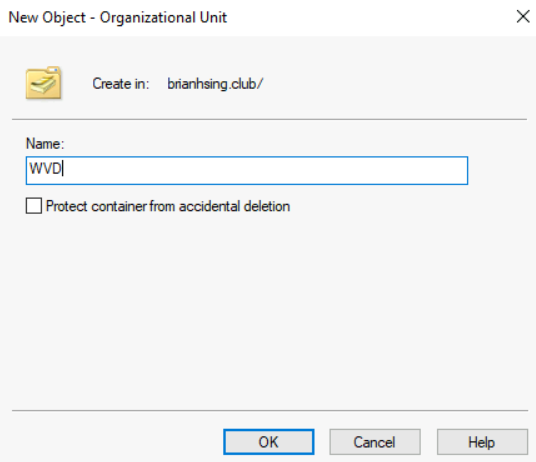 New Object - Organizational Unit
Create in: brianhsing.club/
Name:
WVD
Protect container from accidental deletion
OK Cancel Help